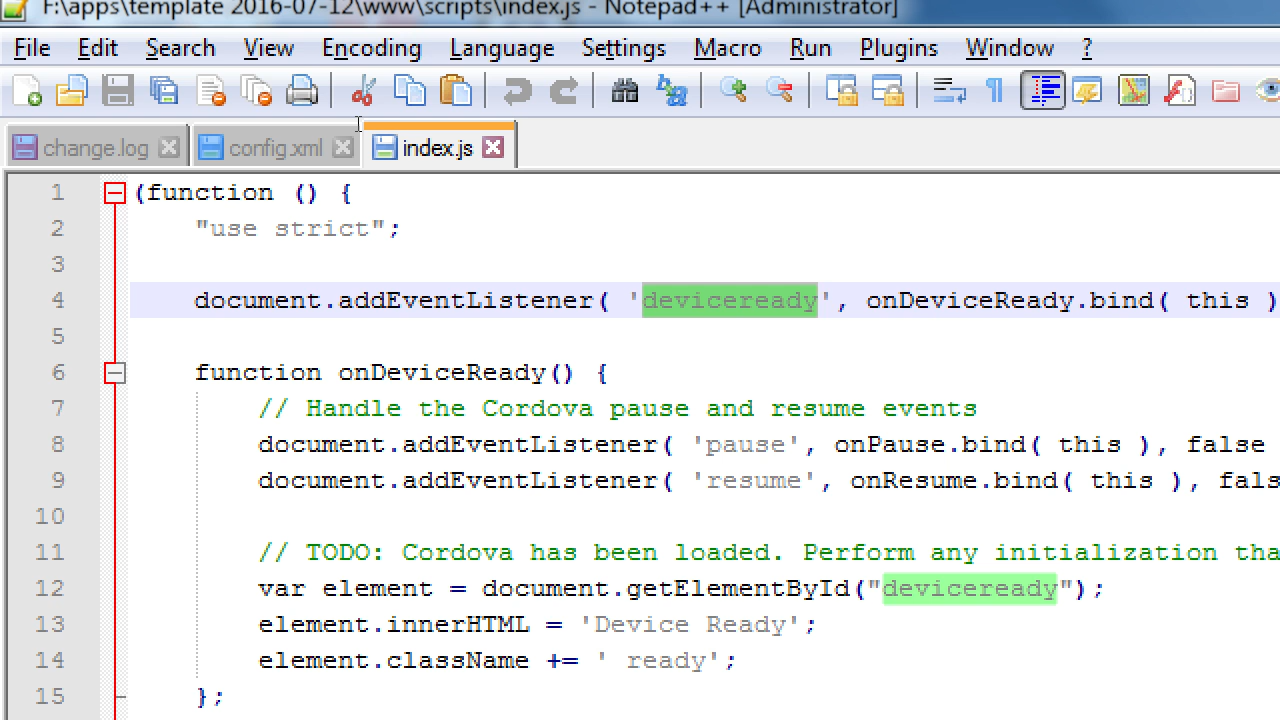 F:\apps\template 2016-07-12\www\scripts\index.js - Notepad++ [Administrator]
File Edit Search View Encoding Language Settings Macro Run Plugins Window ?
change.log config.xml index.js
1 (function () {
2 "use strict";
3
4 document.addEventListener( 'deviceready', onDeviceReady.bind( this )
5
6 function onDeviceReady() {
7 // Handle the Cordova pause and resume events
8 document.addEventListener( 'pause', onPause.bind( this ), false
9 document.addEventListener( 'resume', onResume.bind( this ), fals
10
11 // TODO: Cordova has been loaded. Perform any initialization tha
12 var element = document.getElementById("deviceready");
13 element.innerHTML = 'Device Ready';
14 element.className += ' ready';
15 };